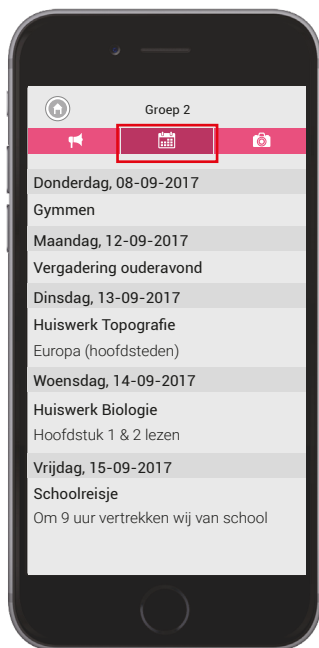 Groep 2
Donderdag, 08-09-2017
Gymmen
Maandag, 12-09-2017
Vergadering ouderavond
Dinsdag, 13-09-2017
Huiswerk Topografie
Europa (hoofdsteden)
Woensdag, 14-09-2017
Huiswerk Biologie
Hoofdstuk 1 & 2 lezen
Vrijdag, 15-09-2017
Schoolreisje
Om 9 uur vertrekken wij van school